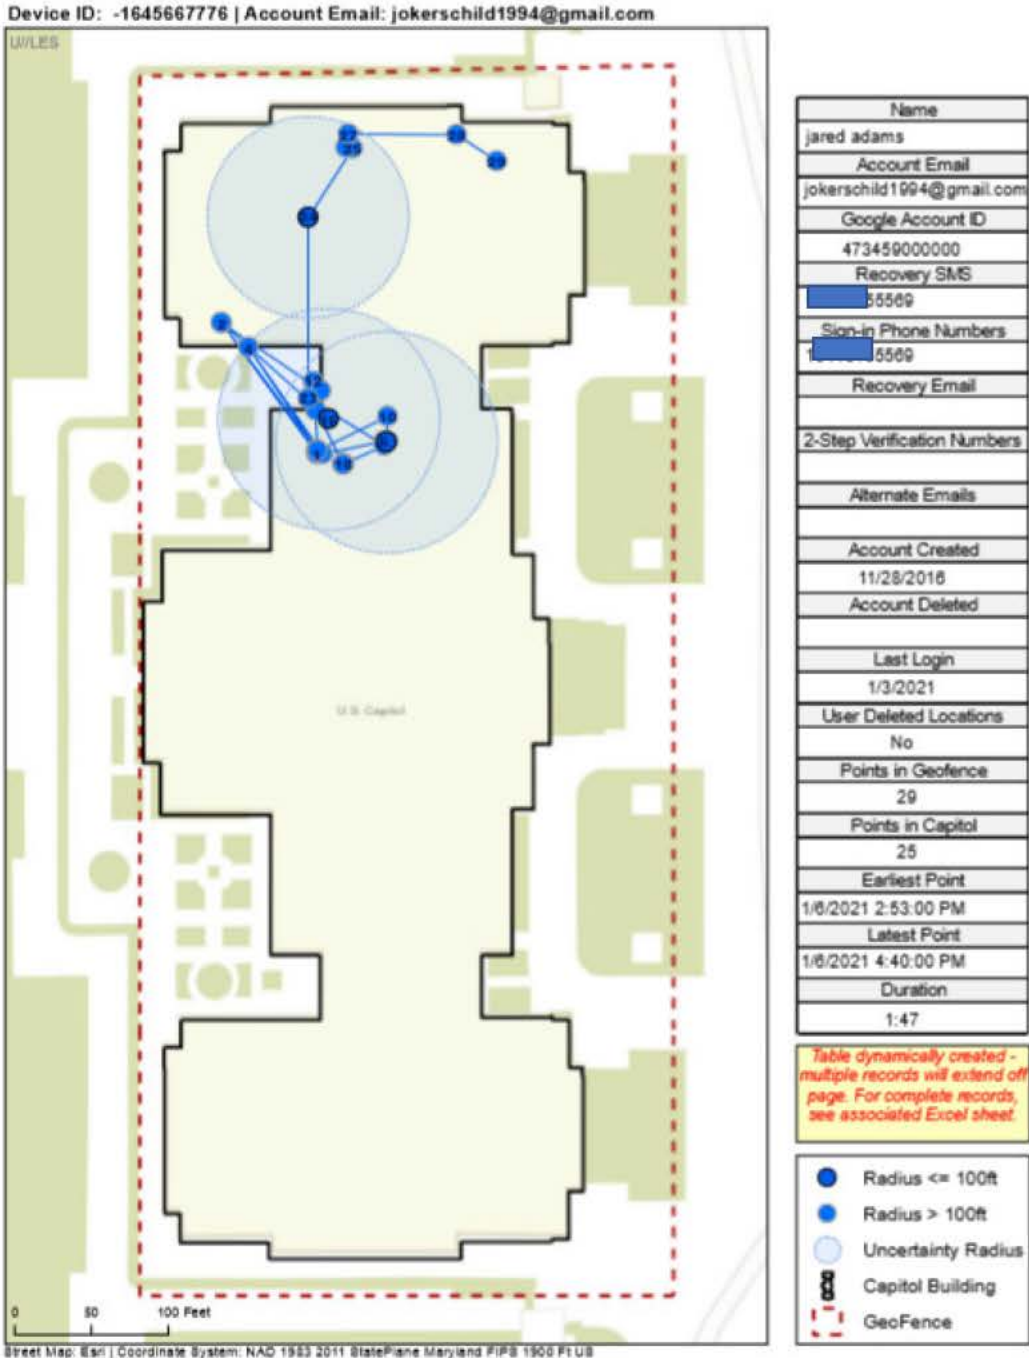 Device ID: -1645667776 | Account Email: jokerschild1994@gmail.com
U//LES
U.S. Capitol
0 50 100 Feet
Street Map: Esri | Coordinate System: NAD 1983 2011 StatePlane Maryland FIPS 1900 Ft US
Name
jared adams
Account Email
jokerschild1994@gmail.com
Google Account ID
473459000000
Recovery SMS
55569
Sign-in Phone Numbers
5569
Recovery Email
2-Step Verification Numbers
Alternate Emails
Account Created
11/28/2016
Account Deleted
Last Login
1/3/2021
User Deleted Locations
No
Points in Geofence
29
Points in Capitol
25
Earliest Point
1/6/2021 2:53:00 PM
Latest Point
1/6/2021 4:40:00 PM
Duration
1:47
Table dynamically created -
multiple records will extend off
page. For complete records,
see associated Excel sheet.
Radius <= 100ft
Radius > 100ft
Uncertainty Radius
Capitol Building
GeoFence